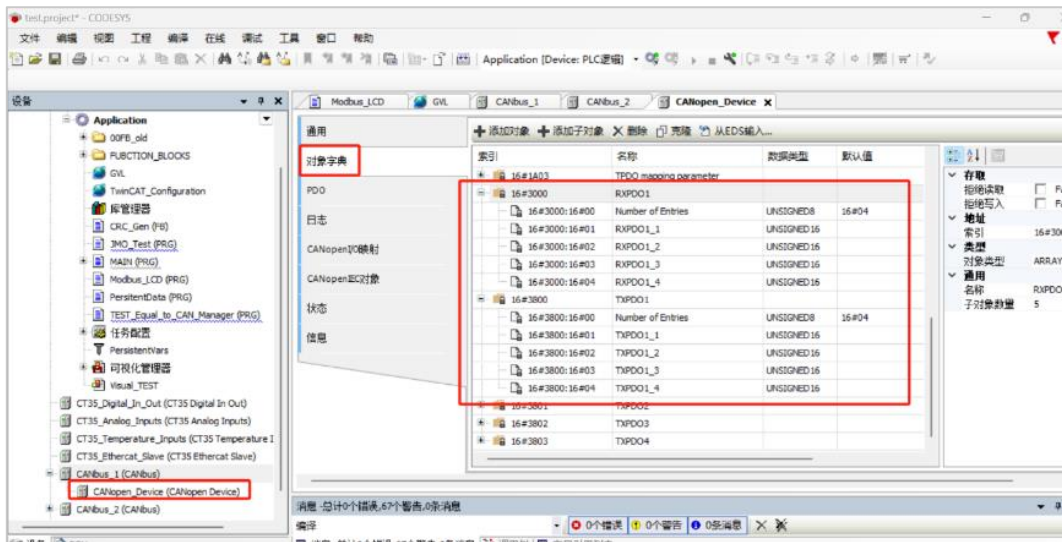 test.project* - CODESYS
文件 编辑 视图 工程 编译 在线 调试 工具 窗口 帮助
Application [Device: PLC逻辑]
设备
Application
00FB_old
FUBCTION_BLOCKS
GVL
TwinCAT_Configuration
库管理器
CRC_Gen (FB)
JMO_Test (PRG)
MAIN (PRG)
Modbus_LCD (PRG)
PersitentData (PRG)
TEST_Equal_to_CAN_Manager (PRG)
任务配置
PersistentVars
可视化管理器
Visual_TEST
CT35_Digital_In_Out (CT35 Digital In Out)
CT35_Analog_Inputs (CT35 Analog Inputs)
CT35_Temperature_Inputs (CT35 Temperature I
CT35_Ethercat_Slave (CT35 Ethercat Slave)
CANbus_1 (CANbus)
CANopen_Device (CANopen Device)
CANbus_2 (CANbus)
Modbus_LCD GVL CANbus_1 CANbus_2 CANopen_Device
通用
对象字典
PDO
日志
CANopenI/O映射
CANopenIEC对象
状态
信息
添加对象 添加子对象 删除 克隆 从EDS输入...
索引 名称 数据类型 默认值
16#1A03 TPDO mapping parameter
16#3000 RXPDO1
16#3000:16#00 Number of Entries UNSIGNED8 16#04
16#3000:16#01 RXPDO1_1 UNSIGNED16
16#3000:16#02 RXPDO1_2 UNSIGNED16
16#3000:16#03 RXPDO1_3 UNSIGNED16
16#3000:16#04 RXPDO1_4 UNSIGNED16
16#3800 TXPDO1
16#3800:16#00 Number of Entries UNSIGNED8 16#04
16#3800:16#01 TXPDO1_1 UNSIGNED16
16#3800:16#02 TXPDO1_2 UNSIGNED16
16#3800:16#03 TXPDO1_3 UNSIGNED16
16#3800:16#04 TXPDO1_4 UNSIGNED16
16#3801 TXPDO2
16#3802 TXPDO3
16#3803 TXPDO4
存取
拒绝读取
拒绝写入
地址
索引 16#300
类型
对象类型 ARRAY
通用
名称 RXPDO
子对象数量 5
消息 -总计0个错误,67个警告,0条消息
编译 0个错误 0个警告 0条消息